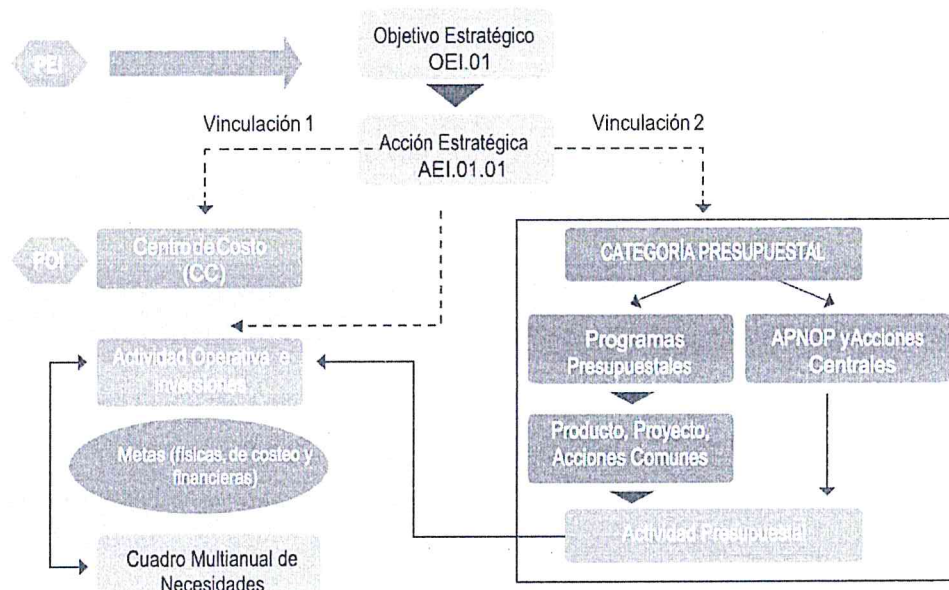 Objetivo Estratégico
OEI.01
PEI
Vinculación 1
Vinculación 2
Acción Estratégica
AEI.01.01
POI
Centro de Costo
(CC)
CATEGORÍA PRESUPUESTAL
Programas
Presupuestales
APNOP y Acciones
Centrales
Actividad Operativa e
Inversiones
Producto, Proyecto,
Acciones Comunes
Metas (físicas, de costeo y
financieras)
Actividad Presupuestal
Cuadro Multianual de
Necesidades